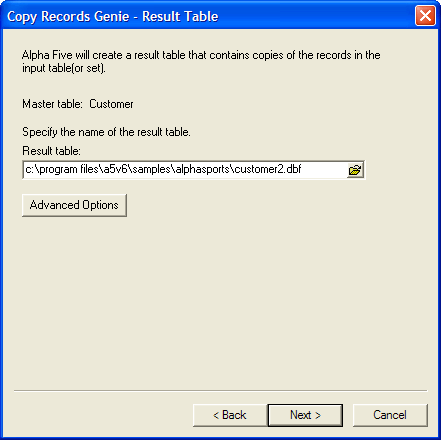 Copy Records Genie - Result Table
Alpha Five will create a result table that contains copies of the records in the
input table(or set).
Master table: Customer
Specify the name of the result table.
Result table:
c:\program files\a5v6\samples\alphasports\customer2.dbf
Advanced Options
< Back
Next >
Cancel